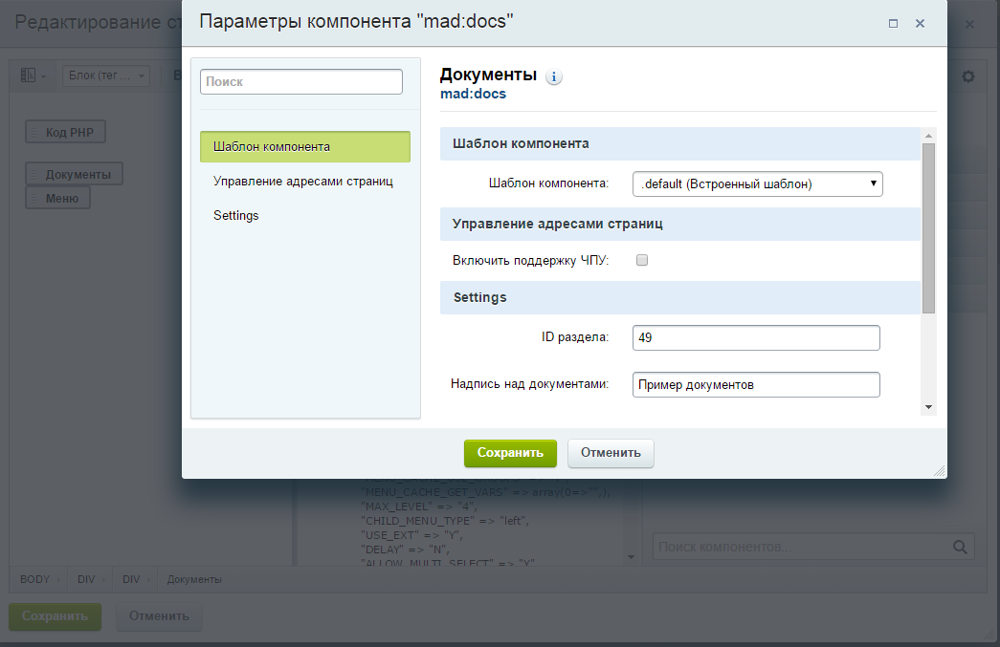 Редактирование ст
Параметры компонента "mad:docs"
Блок (тег ...
В
Поиск
Документы
mad:docs
Код PHP
Документы
Меню
Шаблон компонента
Управление адресами страниц
Settings
Шаблон компонента
Шаблон компонента:
.default (Встроенный шаблон)
Управление адресами страниц
Включить поддержку ЧПУ:
Settings
ID раздела:
49
Надпись над документами:
Пример документов
Сохранить
Отменить
"MENU_CACHE_GET_VARS" => array(0=>"",),
"MAX_LEVEL" => "4",
"CHILD_MENU_TYPE" => "left",
"USE_EXT" => "Y",
"DELAY" => "N",
"ALLOW_MULTI_SELECT" => "Y"
Поиск компонентов...
BODY
DIV
DIV
Документы
Сохранить
Отменить